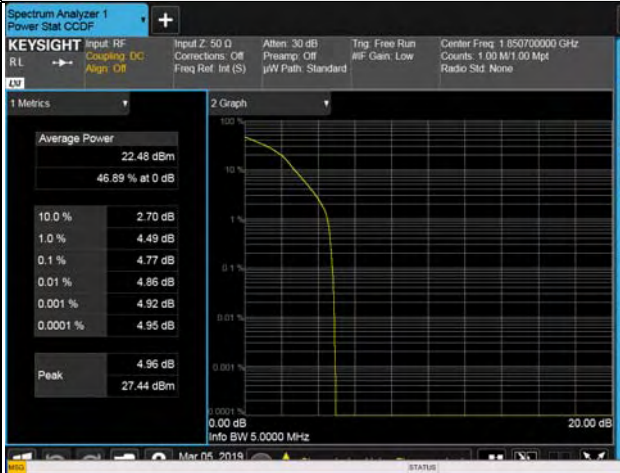 Spectrum Analyzer 1
Power Stat CCDF
+
KEYSIGHT
RL
LXI
Input: RF
Coupling: DC
Align: Off
Input Z: 50 Ω
Corrections: Off
Freq Ref: Int (S)
Atten: 30 dB
Preamp: Off
µW Path: Standard
Trig: Free Run
#IF Gain: Low
Center Freq: 1.850700000 GHz
Counts: 1.00 M/1.00 Mpt
Radio Std: None
1 Metrics
Average Power
22.48 dBm
46.89 % at 0 dB
10.0 % 2.70 dB
1.0 % 4.49 dB
0.1 % 4.77 dB
0.01 % 4.86 dB
0.001 % 4.92 dB
0.0001 % 4.95 dB
Peak
4.96 dB
27.44 dBm
2 Graph
100 %
10 %
1 %
0.1 %
0.01 %
0.001 %
0.0001 %
0.00 dB 20.00 dB
Info BW 5.0000 MHz
Mar 05, 2019
MSG STATUS